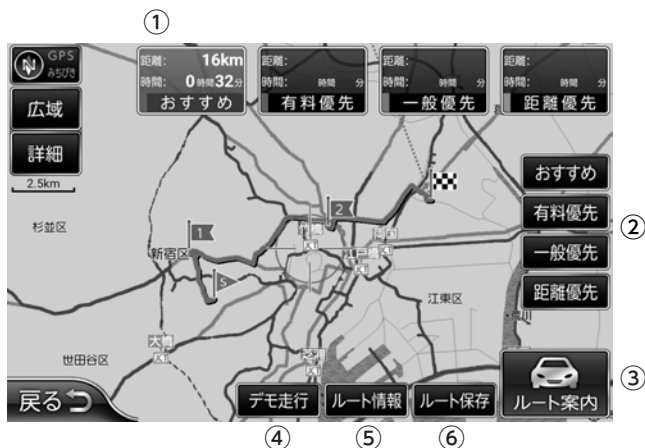 ①
GPS
みちびき
距離: 16km
時間: 0時間32分
おすすめ
距離:
時間: 時間 分
有料優先
距離:
時間: 時間 分
一般優先
距離:
時間: 時間 分
距離優先
広域
詳細
2.5km
おすすめ
有料優先
一般優先
距離優先
②
杉並区
1
2
新宿区
S
江戸橋
江東区
大橋
世田谷区
戻る
デモ走行
ルート情報
ルート保存
ルート案内
③
④
⑤
⑥